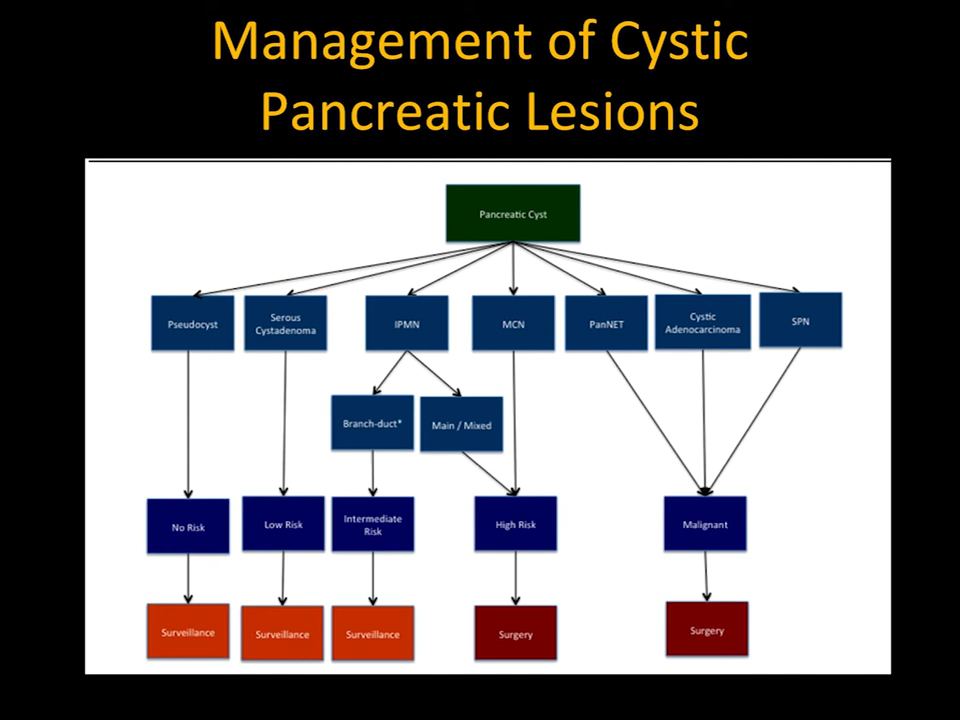 Management of Cystic
Pancreatic Lesions
Pancreatic Cyst
Pseudocyst
Serous
Cystadenoma
IPMN
MCN
PanNET
Cystic
Adenocarcinoma
SPN
Branch-duct*
Main / Mixed
No Risk
Low Risk
Intermediate
Risk
High Risk
Malignant
Surveillance
Surveillance
Surveillance
Surgery
Surgery